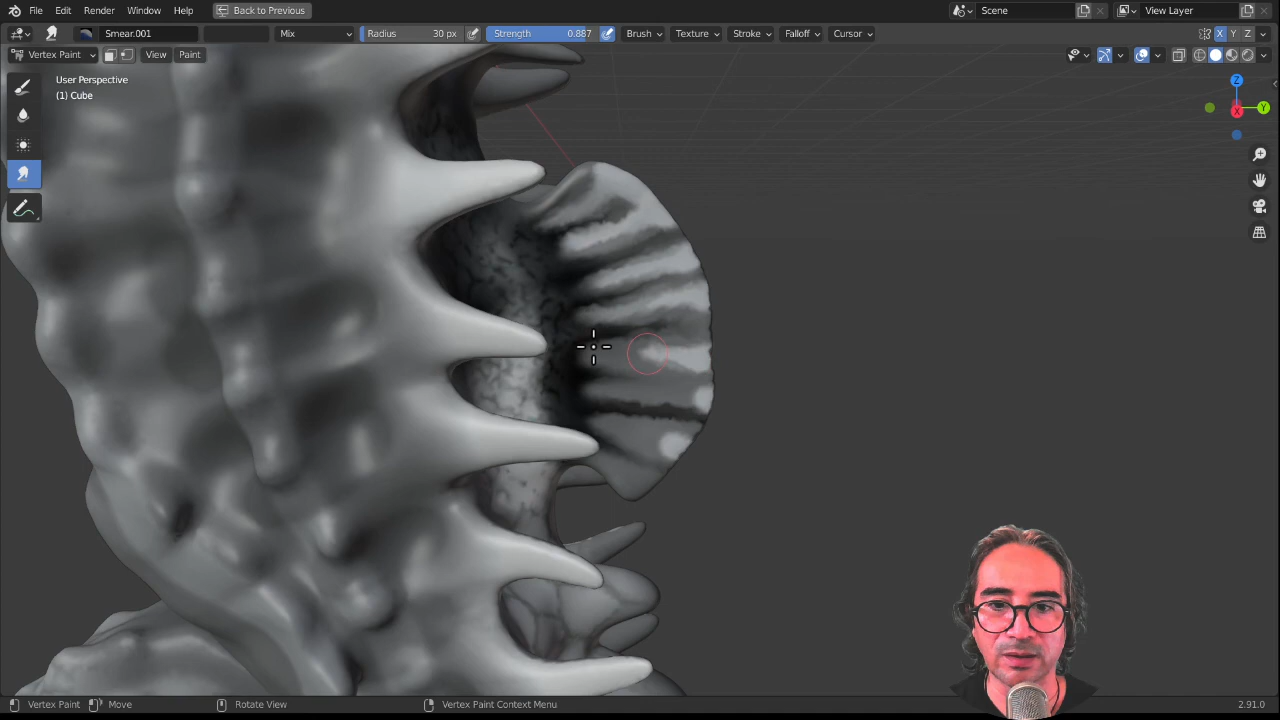 File Edit Render Window Help Back to Previous Scene View Layer
Smear.001 Mix Radius 30 px Strength 0.887 Brush Texture Stroke Falloff Cursor X Y Z
Vertex Paint View Paint
User Perspective
(1) Cube
Z
Y
X
Vertex Paint Move Rotate View Vertex Paint Context Menu 2.91.0